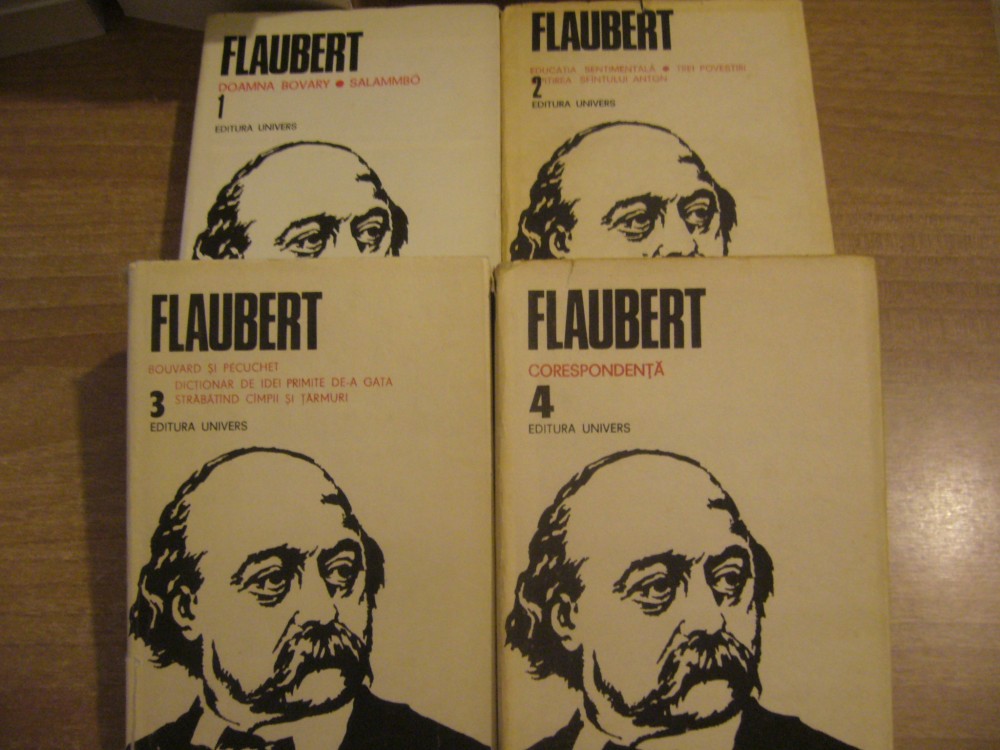 FLAUBERT
DOAMNA BOVARY • SALAMMBÔ
1
EDITURA UNIVERS
FLAUBERT
EDUCAȚIA SENTIMENTALĂ • TREI POVESTIRI
SFÎNTULUI ANTON
2
EDITURA UNIVERS
FLAUBERT
BOUVARD ȘI PECUCHET
DICȚIONAR DE IDEI PRIMITE DE-A GATA
STRĂBĂTÎND CÎMPII ȘI ȚĂRMURI
3
EDITURA UNIVERS
FLAUBERT
CORESPONDENȚĂ
4
EDITURA UNIVERS